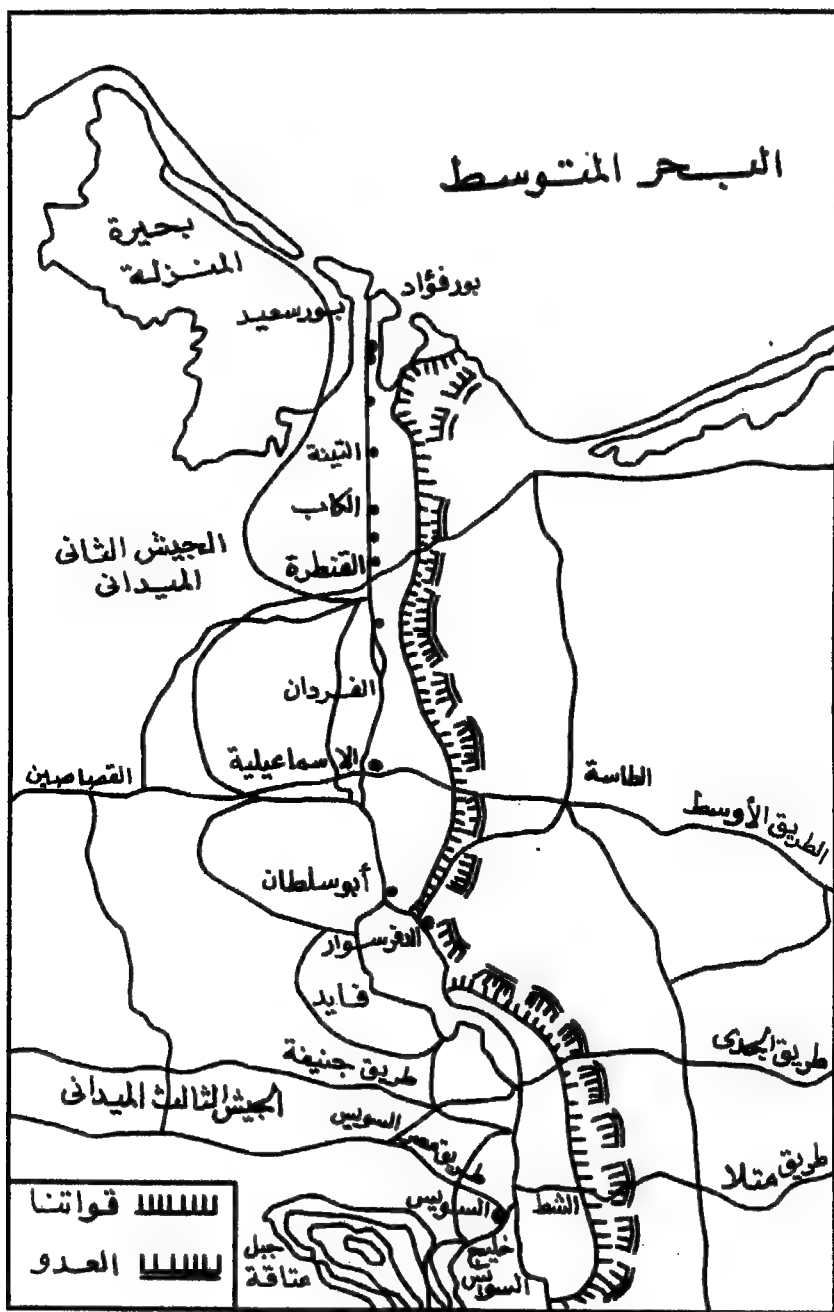 البحر المتوسط
بحيرة
المنزلة
بور فؤاد
بورسعيد
التينة
الكاب
الجيش الثانى
الميدانى
القنطرة
الفردان
الاسماعيلية
القصاصين
الطاسة
الطريق الأوسط
أبوسلطان
الدفرسوار
فايد
طريق الجدى
طريق جنيفة
الجيش الثالث الميدانى
طريق مصر السويس
طريق متلا
السويس
الشط
خليج
السويس
جبل
عتاقة
قواتنا
العدو